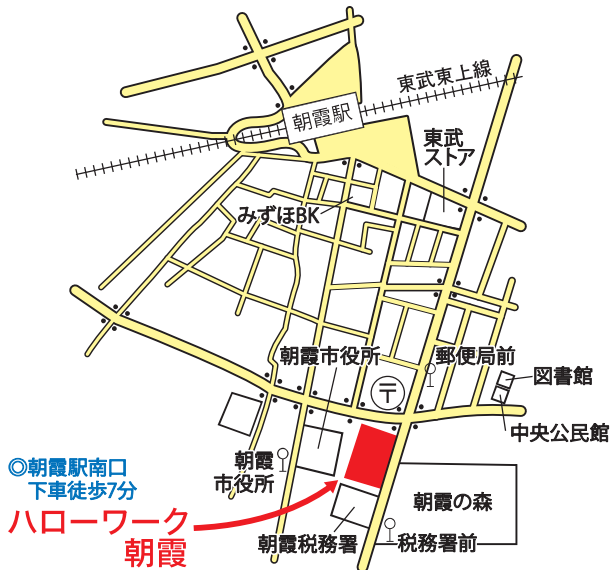 東武東上線
朝霞駅
東武
ストア
みずほBK
朝霞市役所
郵便局前
〒
図書館
中央公民館
朝霞
市役所
◎朝霞駅南口
下車徒歩7分
ハローワーク
朝霞
朝霞の森
朝霞税務署
税務署前